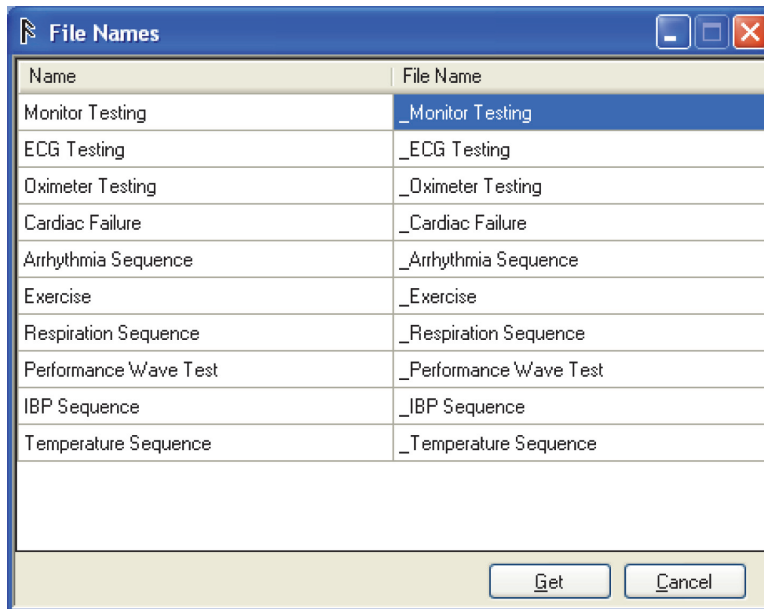 File Names
Name File Name
Monitor Testing _Monitor Testing
ECG Testing _ECG Testing
Oximeter Testing _Oximeter Testing
Cardiac Failure _Cardiac Failure
Arrhythmia Sequence _Arrhythmia Sequence
Exercise _Exercise
Respiration Sequence _Respiration Sequence
Performance Wave Test _Performance Wave Test
IBP Sequence _IBP Sequence
Temperature Sequence _Temperature Sequence
Get Cancel